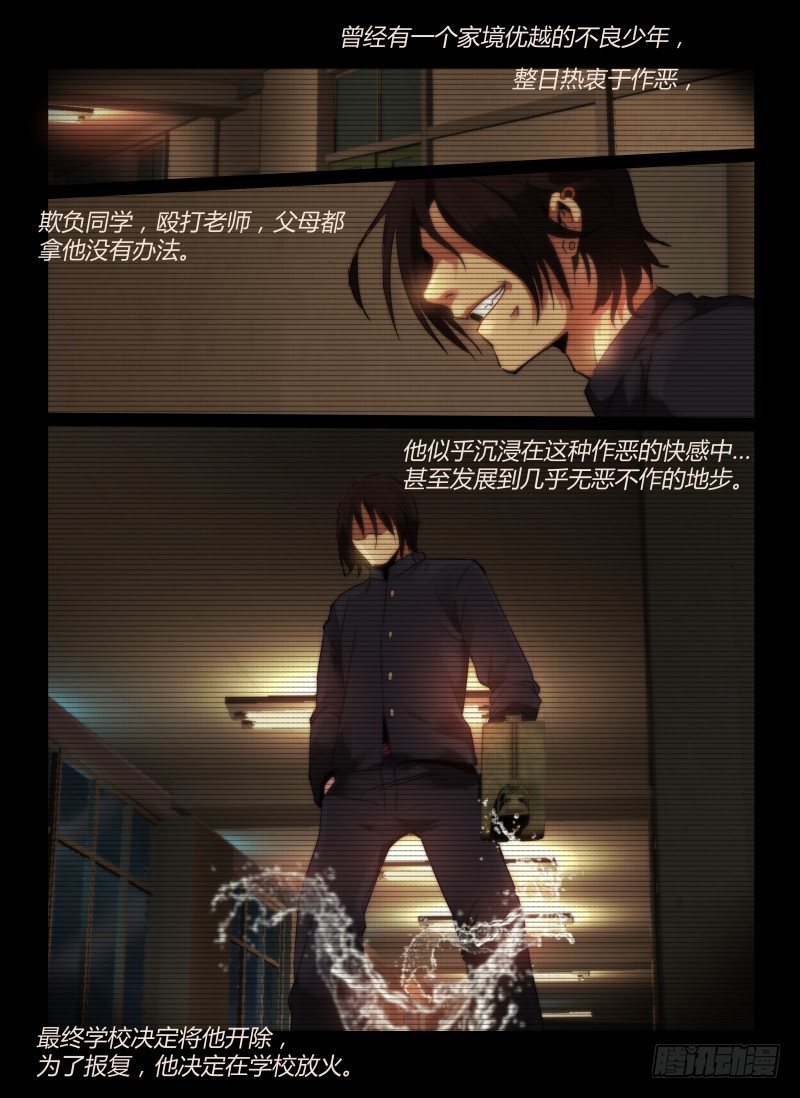 曾经有一个家境优越的不良少年，
整日热衷于作恶，
欺负同学，殴打老师，父母都
拿他没有办法。
他似乎沉浸在这种作恶的快感中...
甚至发展到几乎无恶不作的地步。
最终学校决定将他开除，
为了报复，他决定在学校放火。
腾讯动漫